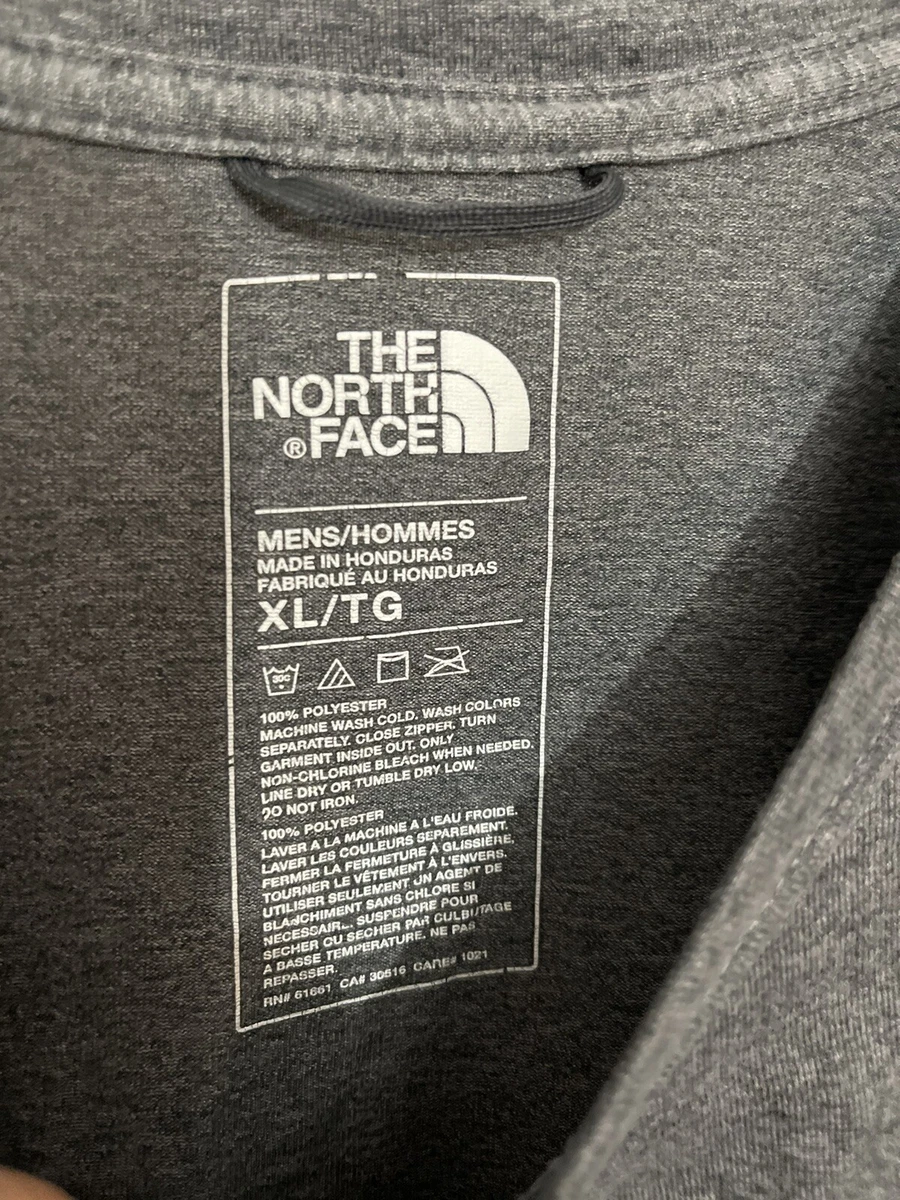 THE
NORTH
®FACE
MENS/HOMMES
MADE IN HONDURAS
FABRIQUÉ AU HONDURAS
XL/TG
30C
100% POLYESTER
MACHINE WASH COLD. WASH COLORS
SEPARATELY. CLOSE ZIPPER. TURN
GARMENT INSIDE OUT. ONLY
NON-CHLORINE BLEACH WHEN NEEDED.
LINE DRY OR TUMBLE DRY LOW.
DO NOT IRON.
100% POLYESTER
LAVER A LA MACHINE A L'EAU FROIDE.
LAVER LES COULEURS SEPAREMENT.
FERMER LA FERMETURE À GLISSIÈRE,
TOURNER LE VÊTEMENT À L'ENVERS.
UTILISER SEULEMENT UN AGENT DE
BLANCHIMENT SANS CHLORE SI
NECESSAIRE. SUSPENDRE POUR
SECHER OU SECHER PAR CULBUTAGE
A BASSE TEMPERATURE. NE PAS
REPASSER.
RN# 61661 CA# 30516 CARE# 1021